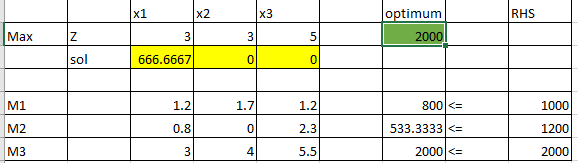 x1 x2 x3 optimum RHS
Max Z 3 3 5 2000
sol 666.6667 0 0
M1 1.2 1.7 1.2 800 <= 1000
M2 0.8 0 2.3 533.3333 <= 1200
M3 3 4 5.5 2000 <= 2000